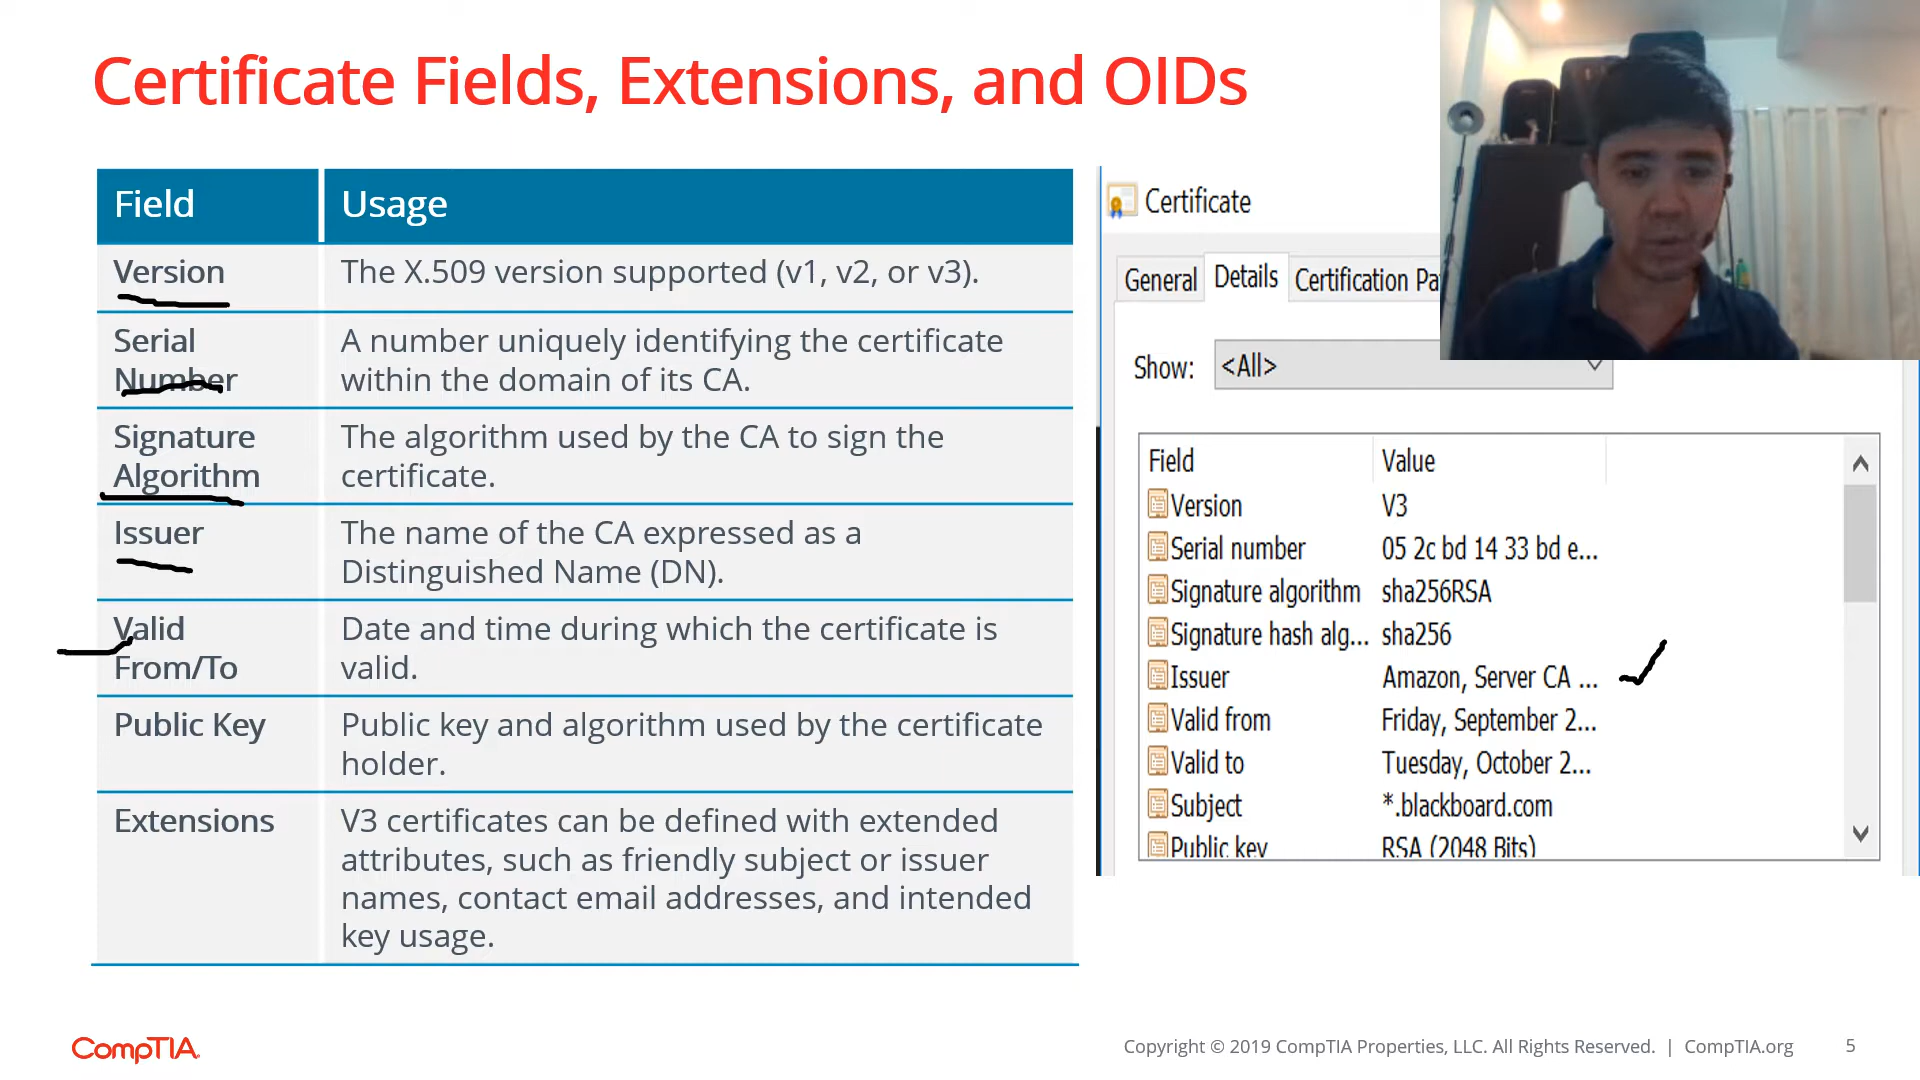 Certificate Fields, Extensions, and OIDs
Field
Usage
Version
The X.509 version supported (v1, v2, or v3).
Serial
Number
A number uniquely identifying the certificate
within the domain of its CA.
Signature
Algorithm
The algorithm used by the CA to sign the
certificate.
Issuer
The name of the CA expressed as a
Distinguished Name (DN).
Valid
From/To
Date and time during which the certificate is
valid.
Public Key
Public key and algorithm used by the certificate
holder.
Extensions
V3 certificates can be defined with extended
attributes, such as friendly subject or issuer
names, contact email addresses, and intended
key usage.
Certificate
General Details Certification Pa
Show: <All>
Field Value
Version V3
Serial number 05 2c bd 14 33 bd e...
Signature algorithm sha256RSA
Signature hash alg... sha256
Issuer Amazon, Server CA ...
Valid from Friday, September 2...
Valid to Tuesday, October 2...
Subject *.blackboard.com
Public key RSA (2048 Bits)
CompTIA.
Copyright © 2019 CompTIA Properties, LLC. All Rights Reserved. | CompTIA.org 5